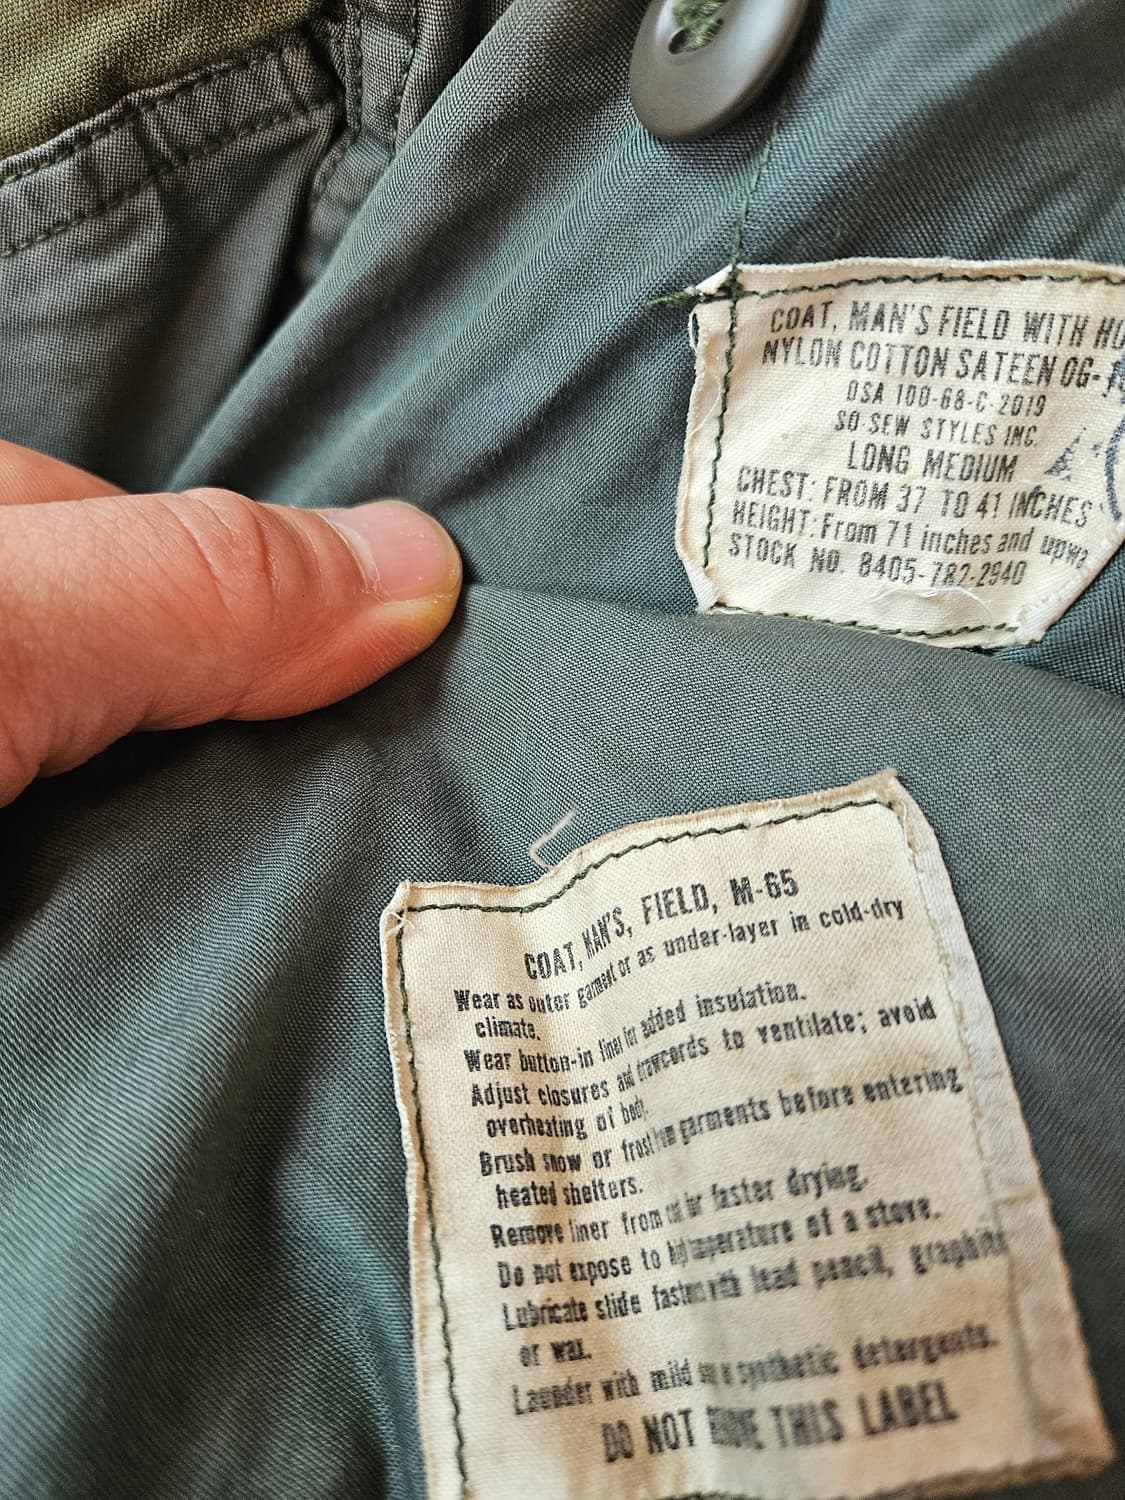 COAT, MAN'S FIELD WITH HO
NYLON COTTON SATEEN OG-
DSA 100-68-C-2019
SO-SEW STYLES INC.
LONG MEDIUM
CHEST: FROM 37 TO 41 INCHES
HEIGHT: From 71 inches and upwa
STOCK NO. 8405-782-2940
COAT, MAN'S, FIELD, M-65
Wear as outer garment or as under-layer in cold-dry
climate.
Wear button-in liner for added insulation.
Adjust closures and drawcords to ventilate; avoid
overheating of body.
Brush snow or frost from garments before entering
heated shelters.
Remove liner from coat for faster drying.
Do not expose to high temperature of a stove.
Lubricate slide fasteners with lead pencil, graphite
or wax.
Launder with mild soap or synthetic detergents.
DO NOT REMOVE THIS LABEL